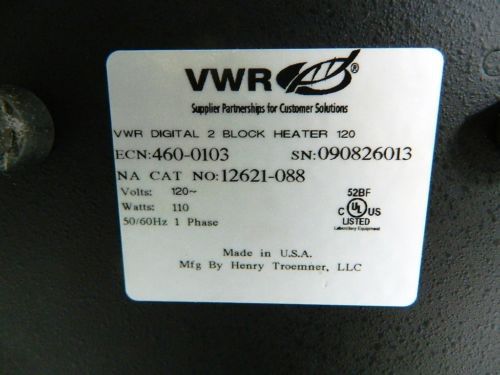 VWR ®
Supplier Partnerships for Customer Solutions
VWR DIGITAL 2 BLOCK HEATER 120
ECN:460-0103 SN:090826013
NA CAT NO:12621-088
Volts: 120~
Watts: 110
50/60Hz 1 Phase
52BF
C UL US
LISTED
Laboratory Equipment
Made in U.S.A.
Mfg By Henry Troemner, LLC